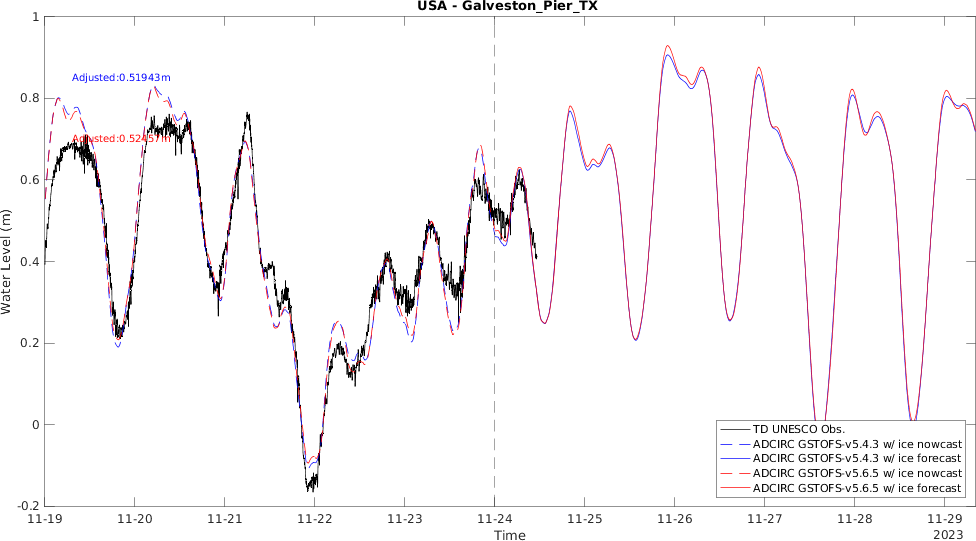 USA - Galveston_Pier_TX
1
0.8
0.6
0.4
0.2
0
-0.2
Water Level (m)
Adjusted:0.51943m
Adjusted:0.52457m
TD UNESCO Obs.
ADCIRC GSTOFS-v5.4.3 w/ ice nowcast
ADCIRC GSTOFS-v5.4.3 w/ ice forecast
ADCIRC GSTOFS-v5.6.5 w/ ice nowcast
ADCIRC GSTOFS-v5.6.5 w/ ice forecast
11-19 11-20 11-21 11-22 11-23 11-24 11-25 11-26 11-27 11-28 11-29
Time
2023